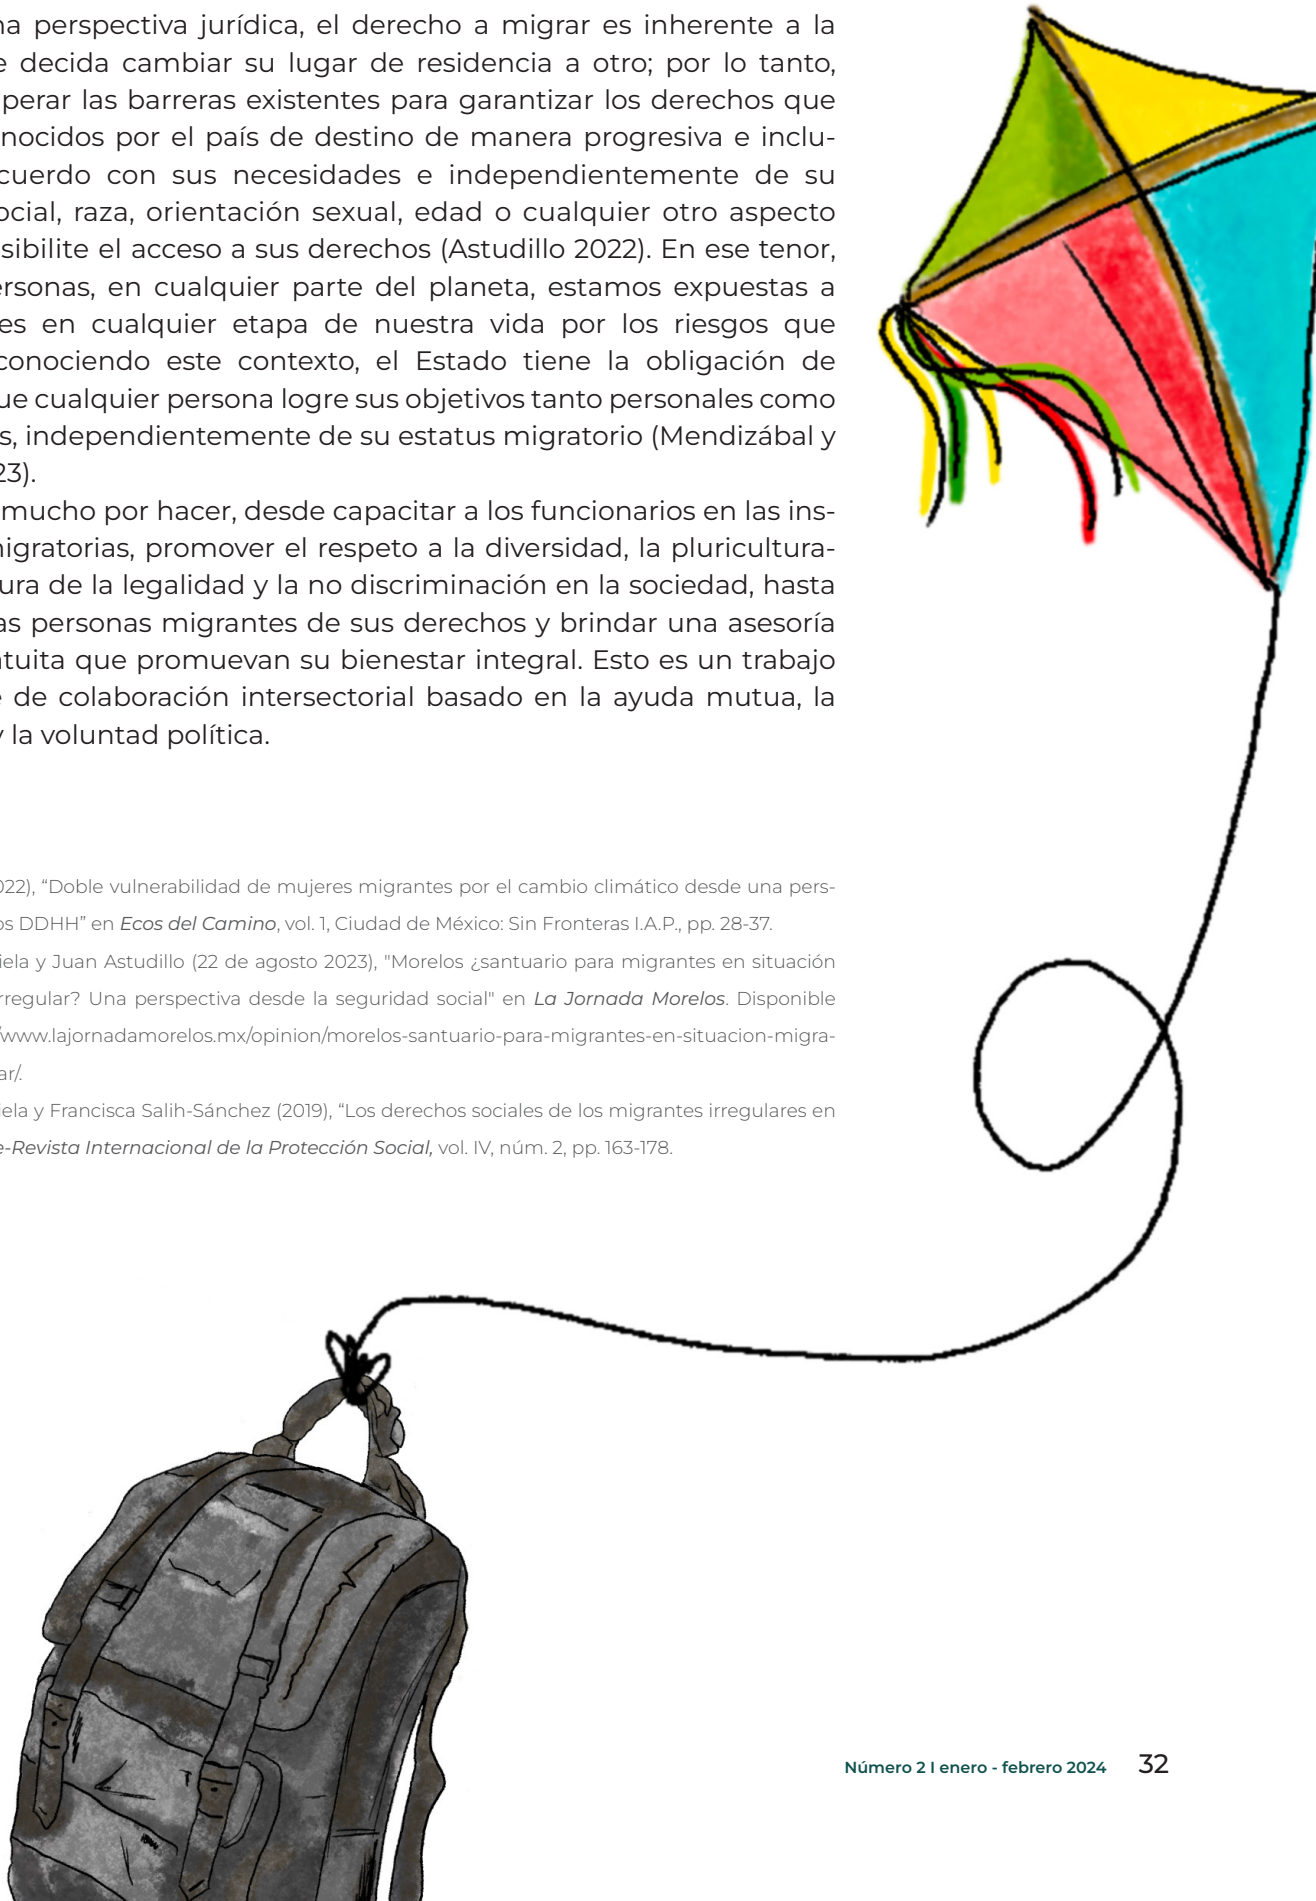 na perspectiva jurídica, el derecho a migrar es inherente a la
e decida cambiar su lugar de residencia a otro; por lo tanto,
perar las barreras existentes para garantizar los derechos que
nocidos por el país de destino de manera progresiva e inclu-
cuerdo con sus necesidades e independientemente de su
ocial, raza, orientación sexual, edad o cualquier otro aspecto
sibilite el acceso a sus derechos (Astudillo 2022). En ese tenor,
ersonas, en cualquier parte del planeta, estamos expuestas a
es en cualquier etapa de nuestra vida por los riesgos que
conociendo este contexto, el Estado tiene la obligación de
ue cualquier persona logre sus objetivos tanto personales como
s, independientemente de su estatus migratorio (Mendizábal y
23).
mucho por hacer, desde capacitar a los funcionarios en las ins-
migratorias, promover el respeto a la diversidad, la pluricultura-
ura de la legalidad y la no discriminación en la sociedad, hasta
as personas migrantes de sus derechos y brindar una asesoría
atuita que promuevan su bienestar integral. Esto es un trabajo
e de colaboración intersectorial basado en la ayuda mutua, la
y la voluntad política.
022), “Doble vulnerabilidad de mujeres migrantes por el cambio climático desde una pers-
os DDHH” en Ecos del Camino, vol. 1, Ciudad de México: Sin Fronteras I.A.P., pp. 28-37.
iela y Juan Astudillo (22 de agosto 2023), "Morelos ¿santuario para migrantes en situación
irregular? Una perspectiva desde la seguridad social" en La Jornada Morelos. Disponible
/www.lajornadamorelos.mx/opinion/morelos-santuario-para-migrantes-en-situacion-migra-
ar/.
iela y Francisca Salih-Sánchez (2019), “Los derechos sociales de los migrantes irregulares en
e-Revista Internacional de la Protección Social, vol. IV, núm. 2, pp. 163-178.
Número 2 I enero - febrero 2024 32